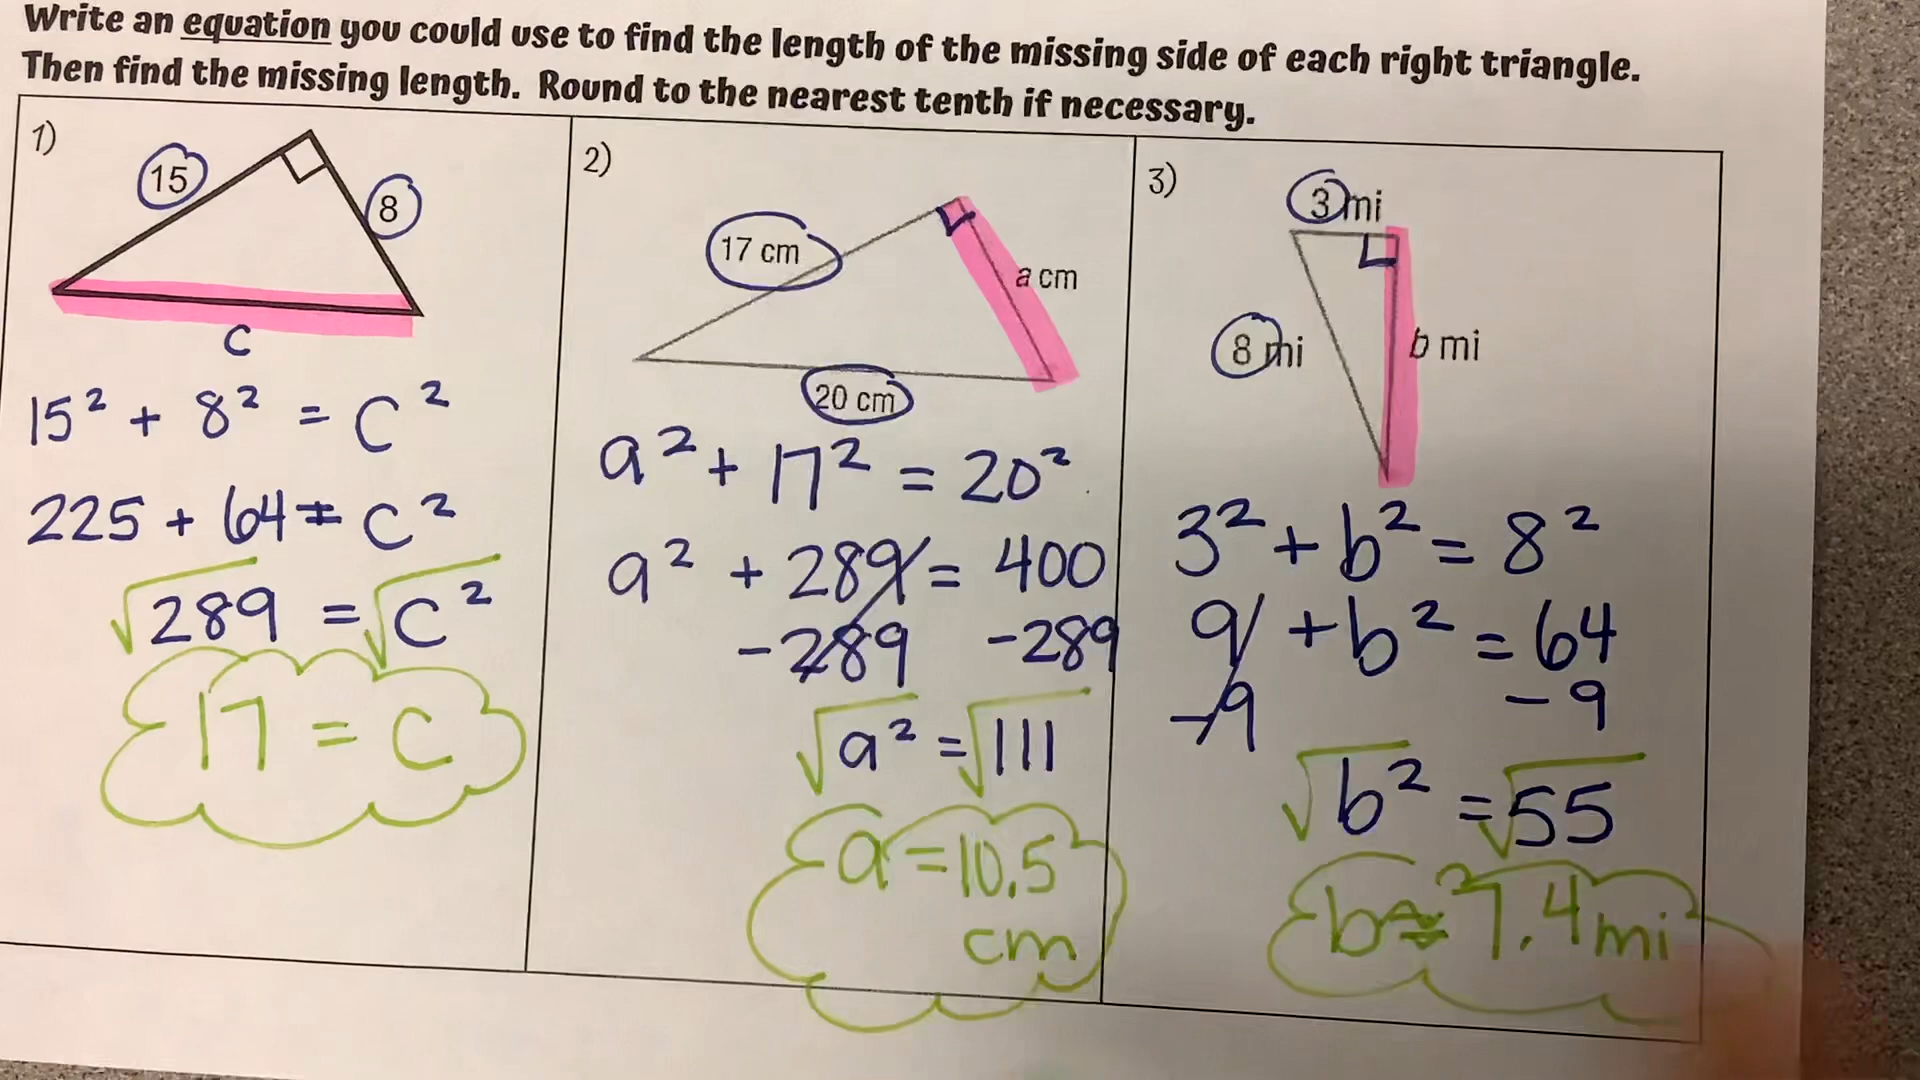 Write an equation you could use to find the length of the missing side of each right triangle.
Then find the missing length. Round to the nearest tenth if necessary.
1)
15
8
c
15² + 8² = c²
225 + 64 = c²
√289 = √c²
17 = c
2)
17 cm
a cm
20 cm
a² + 17² = 20²
a² + 289 = 400
-289 -289
√a² = √111
a = 10.5
cm
3)
3 mi
8 mi
b mi
3² + b² = 8²
9 + b² = 64
-9 -9
√b² = √55
b ≈ 7.4 mi